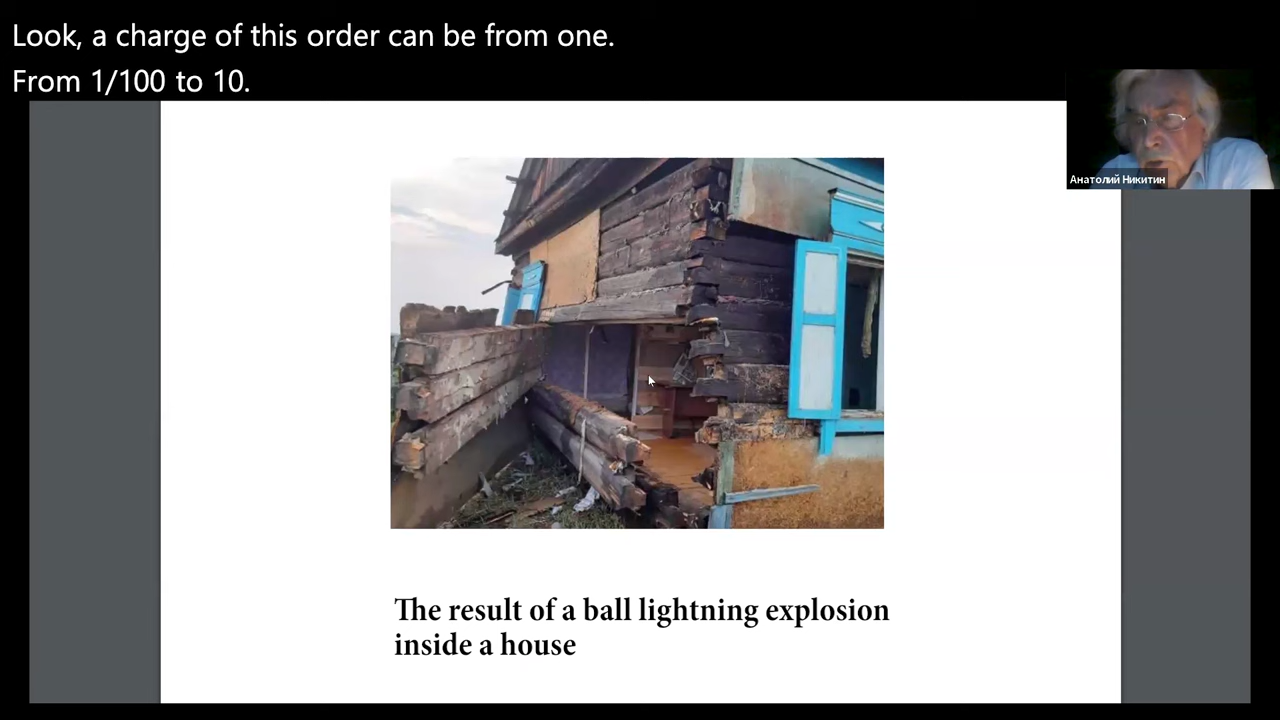 Look, a charge of this order can be from one.
From 1/100 to 10.
Анатолий Никитин
The result of a ball lightning explosion
inside a house